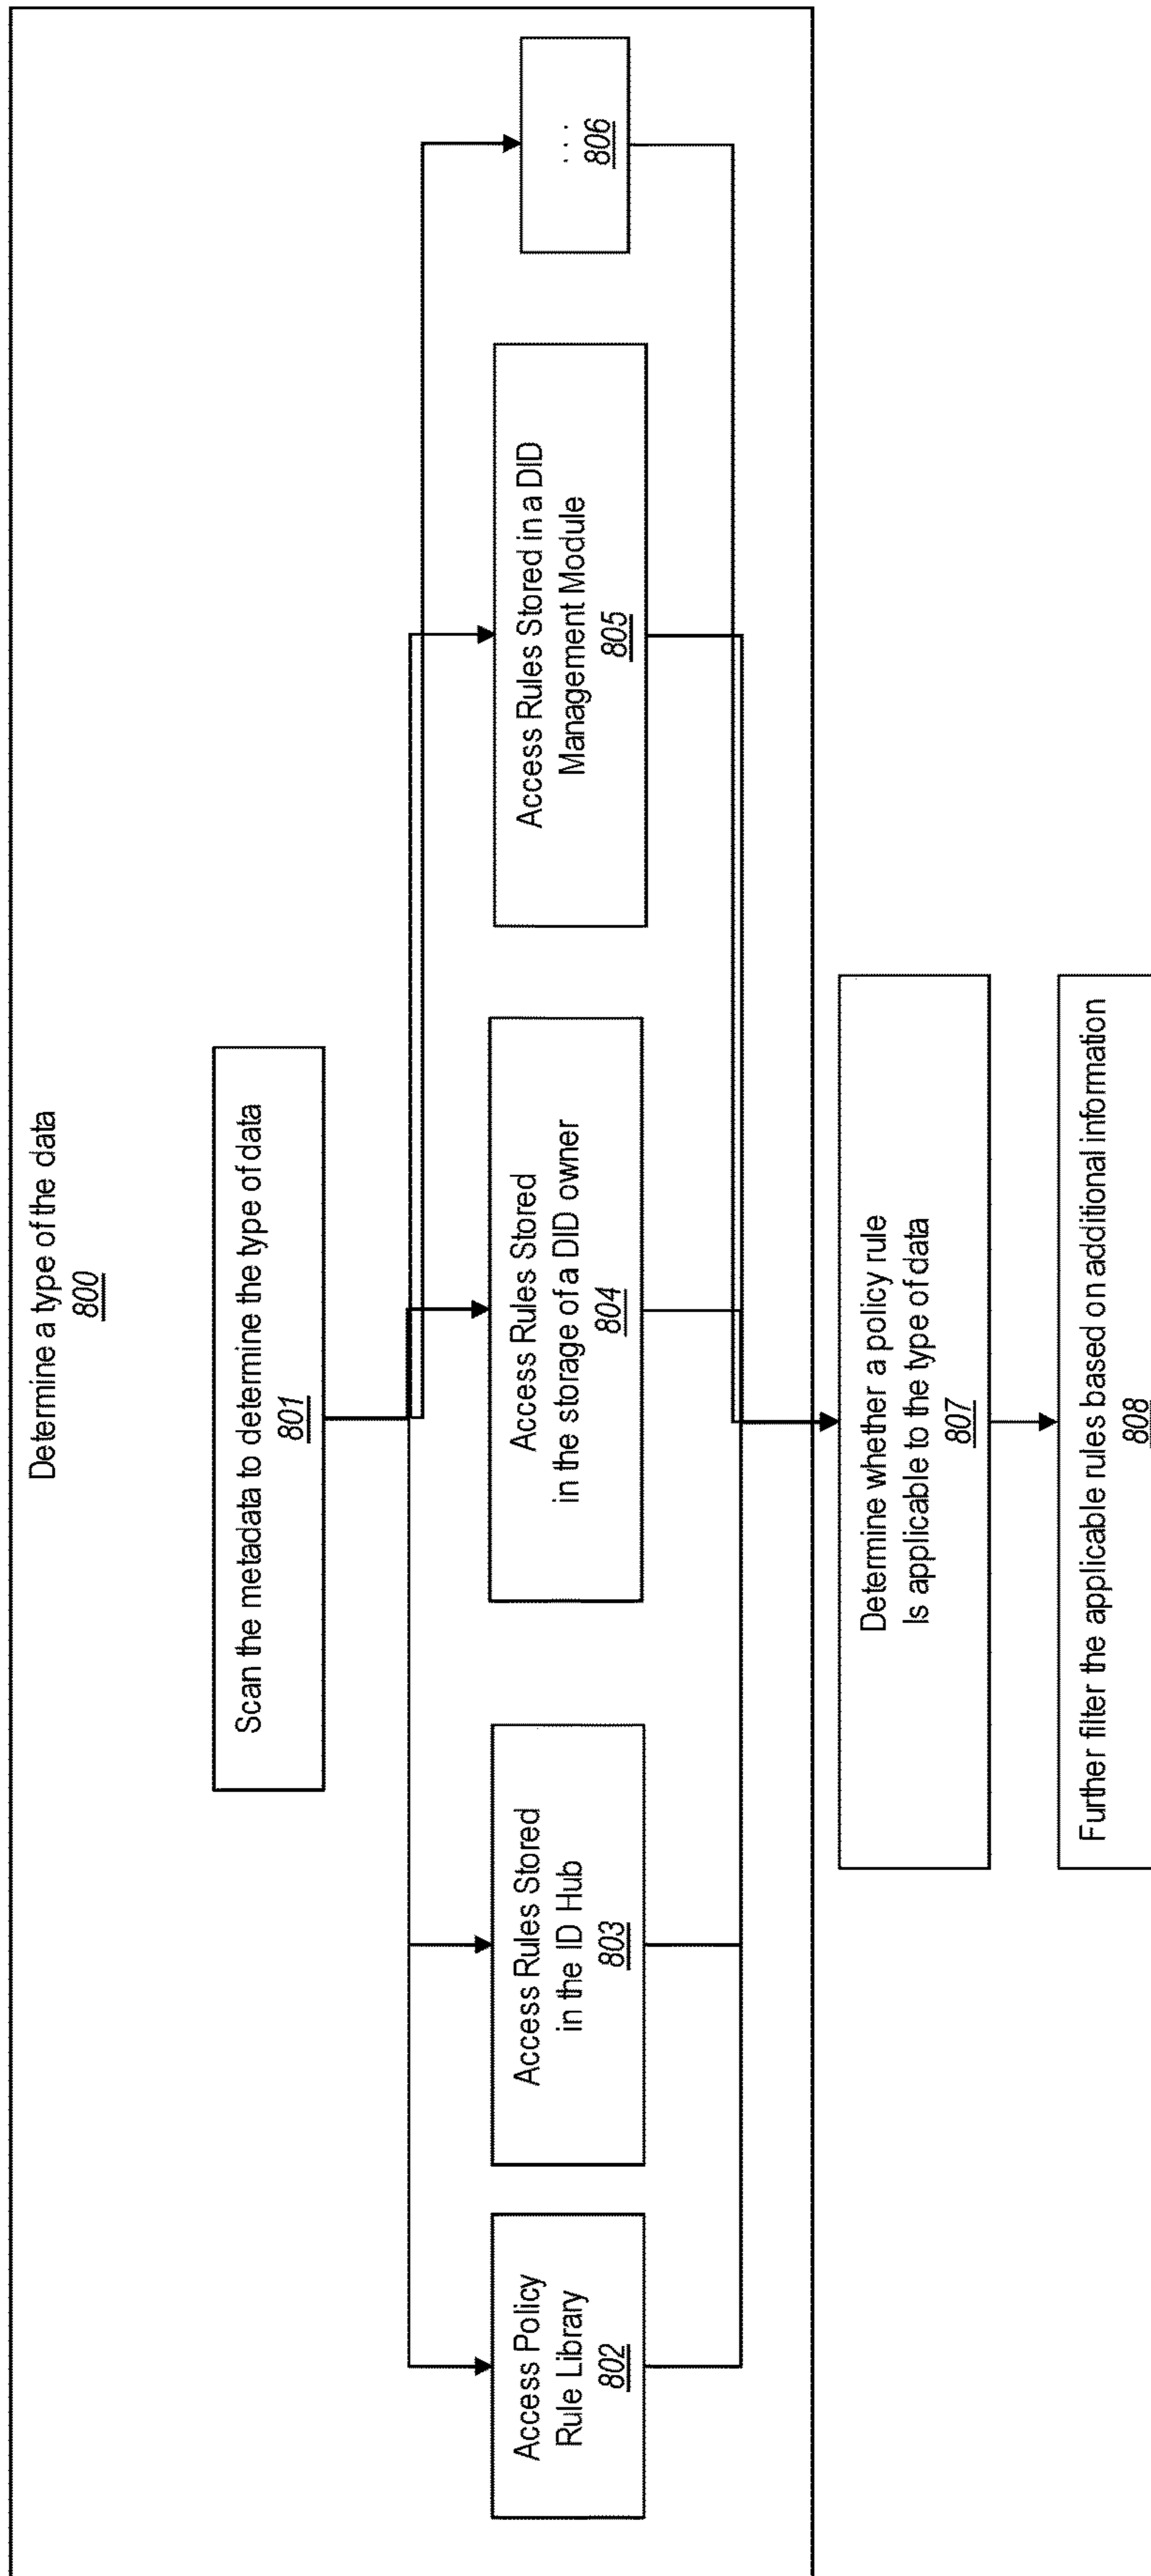 Determine a type of the data
800
Scan the metadata to determine the type of data
801
Access Policy
Rule Library
802
Access Rules Stored
in the ID Hub
803
Access Rules Stored
in the storage of a DID owner
804
Access Rules Stored in a DID
Management Module
805
. . .
806
Determine whether a policy rule
Is applicable to the type of data
807
Further filter the applicable rules based on additional information
808